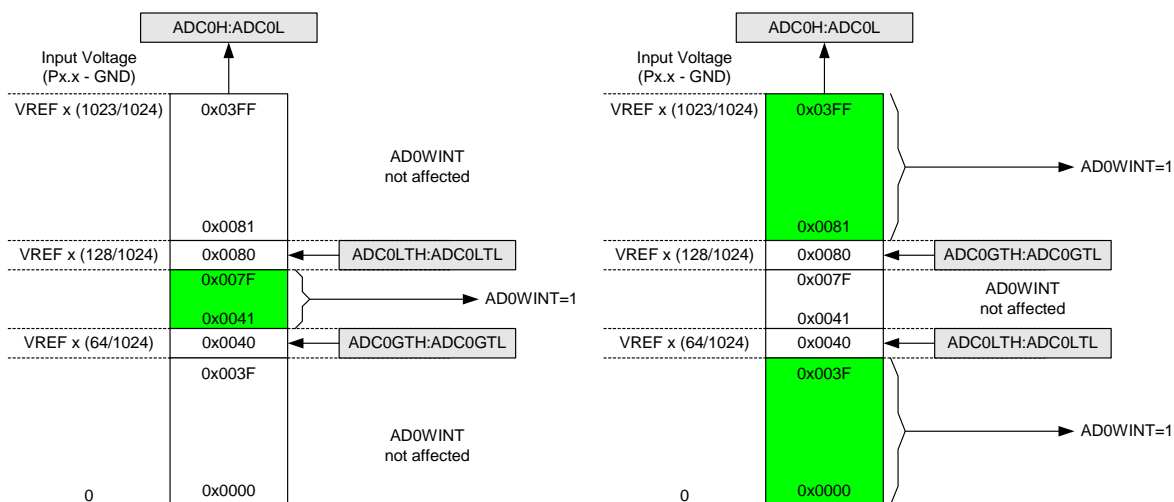 ADC0H:ADC0L
Input Voltage
(Px.x - GND)
VREF x (1023/1024)
0x03FF
AD0WINT
not affected
0x0081
VREF x (128/1024)
0x0080
ADC0LTH:ADC0LTL
0x007F
AD0WINT=1
0x0041
VREF x (64/1024)
0x0040
ADC0GTH:ADC0GTL
0x003F
AD0WINT
not affected
0
0x0000
ADC0H:ADC0L
Input Voltage
(Px.x - GND)
VREF x (1023/1024)
0x03FF
AD0WINT=1
0x0081
VREF x (128/1024)
0x0080
ADC0GTH:ADC0GTL
0x007F
AD0WINT
not affected
0x0041
VREF x (64/1024)
0x0040
ADC0LTH:ADC0LTL
0x003F
AD0WINT=1
0
0x0000